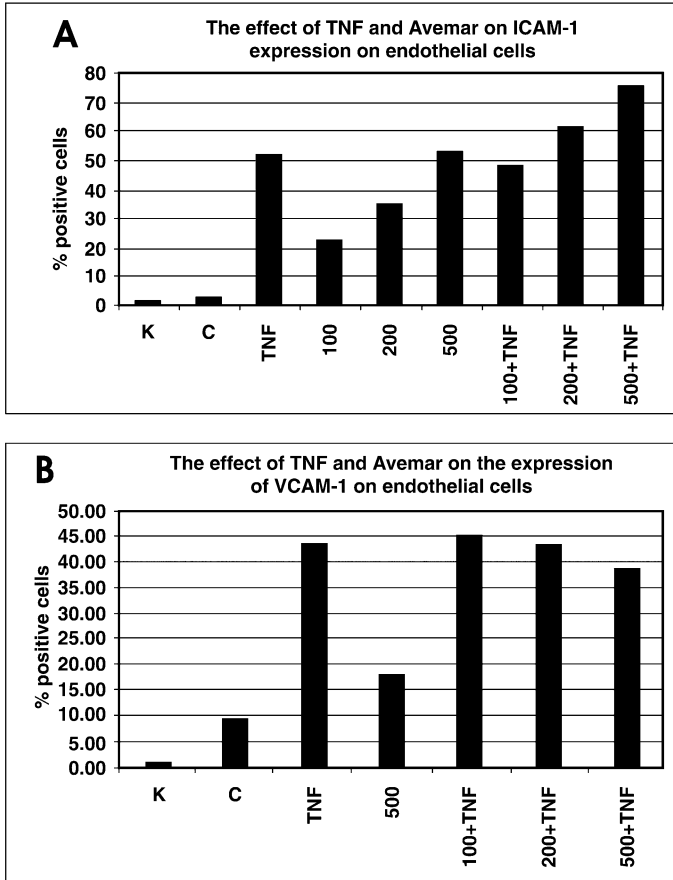 A
The effect of TNF and Avemar on ICAM-1
expression on endothelial cells
% positive cells
80
70
60
50
40
30
20
10
0
K
C
TNF
100
200
500
100+TNF
200+TNF
500+TNF
B
The effect of TNF and Avemar on the expression
of VCAM-1 on endothelial cells
% positive cells
50.00
45.00
40.00
35.00
30.00
25.00
20.00
15.00
10.00
5.00
0.00
K
C
TNF
500
100+TNF
200+TNF
500+TNF